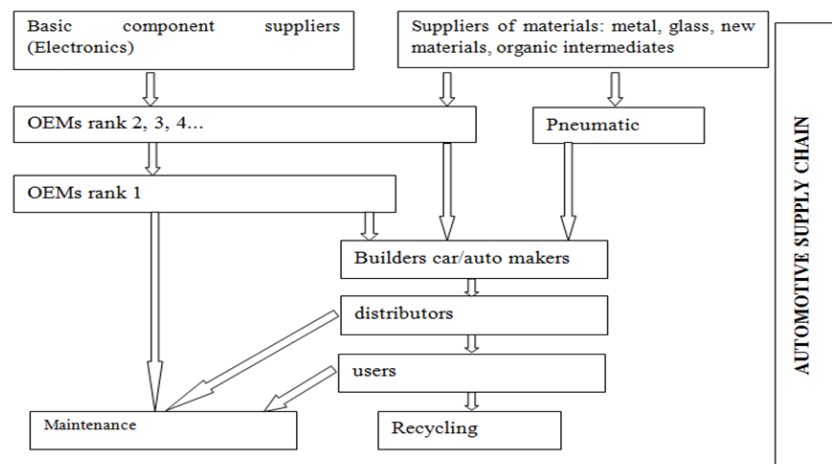 Basic component suppliers
(Electronics)
Suppliers of materials: metal, glass, new
materials, organic intermediates
OEMs rank 2, 3, 4...
Pneumatic
OEMs rank 1
Builders car/auto makers
distributors
users
Maintenance
Recycling
AUTOMOTIVE SUPPLY CHAIN